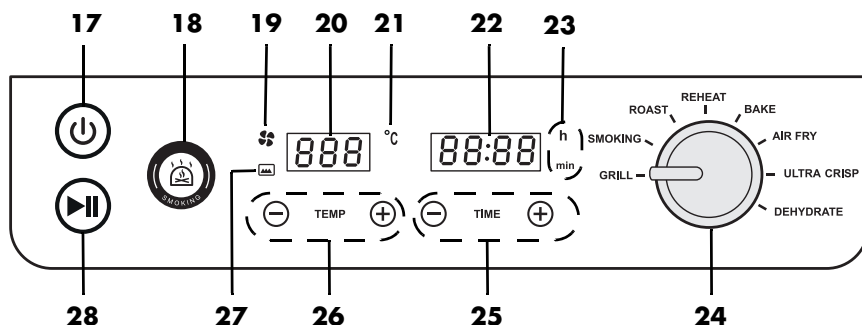 17 18 19 20 21 22 23
REHEAT
ROAST BAKE
°C
SMOKING AIR FRY
888 88:88 h
min
GRILL ULTRA CRISP
SMOKING
TEMP TIME DEHYDRATE
28 27 26 25 24